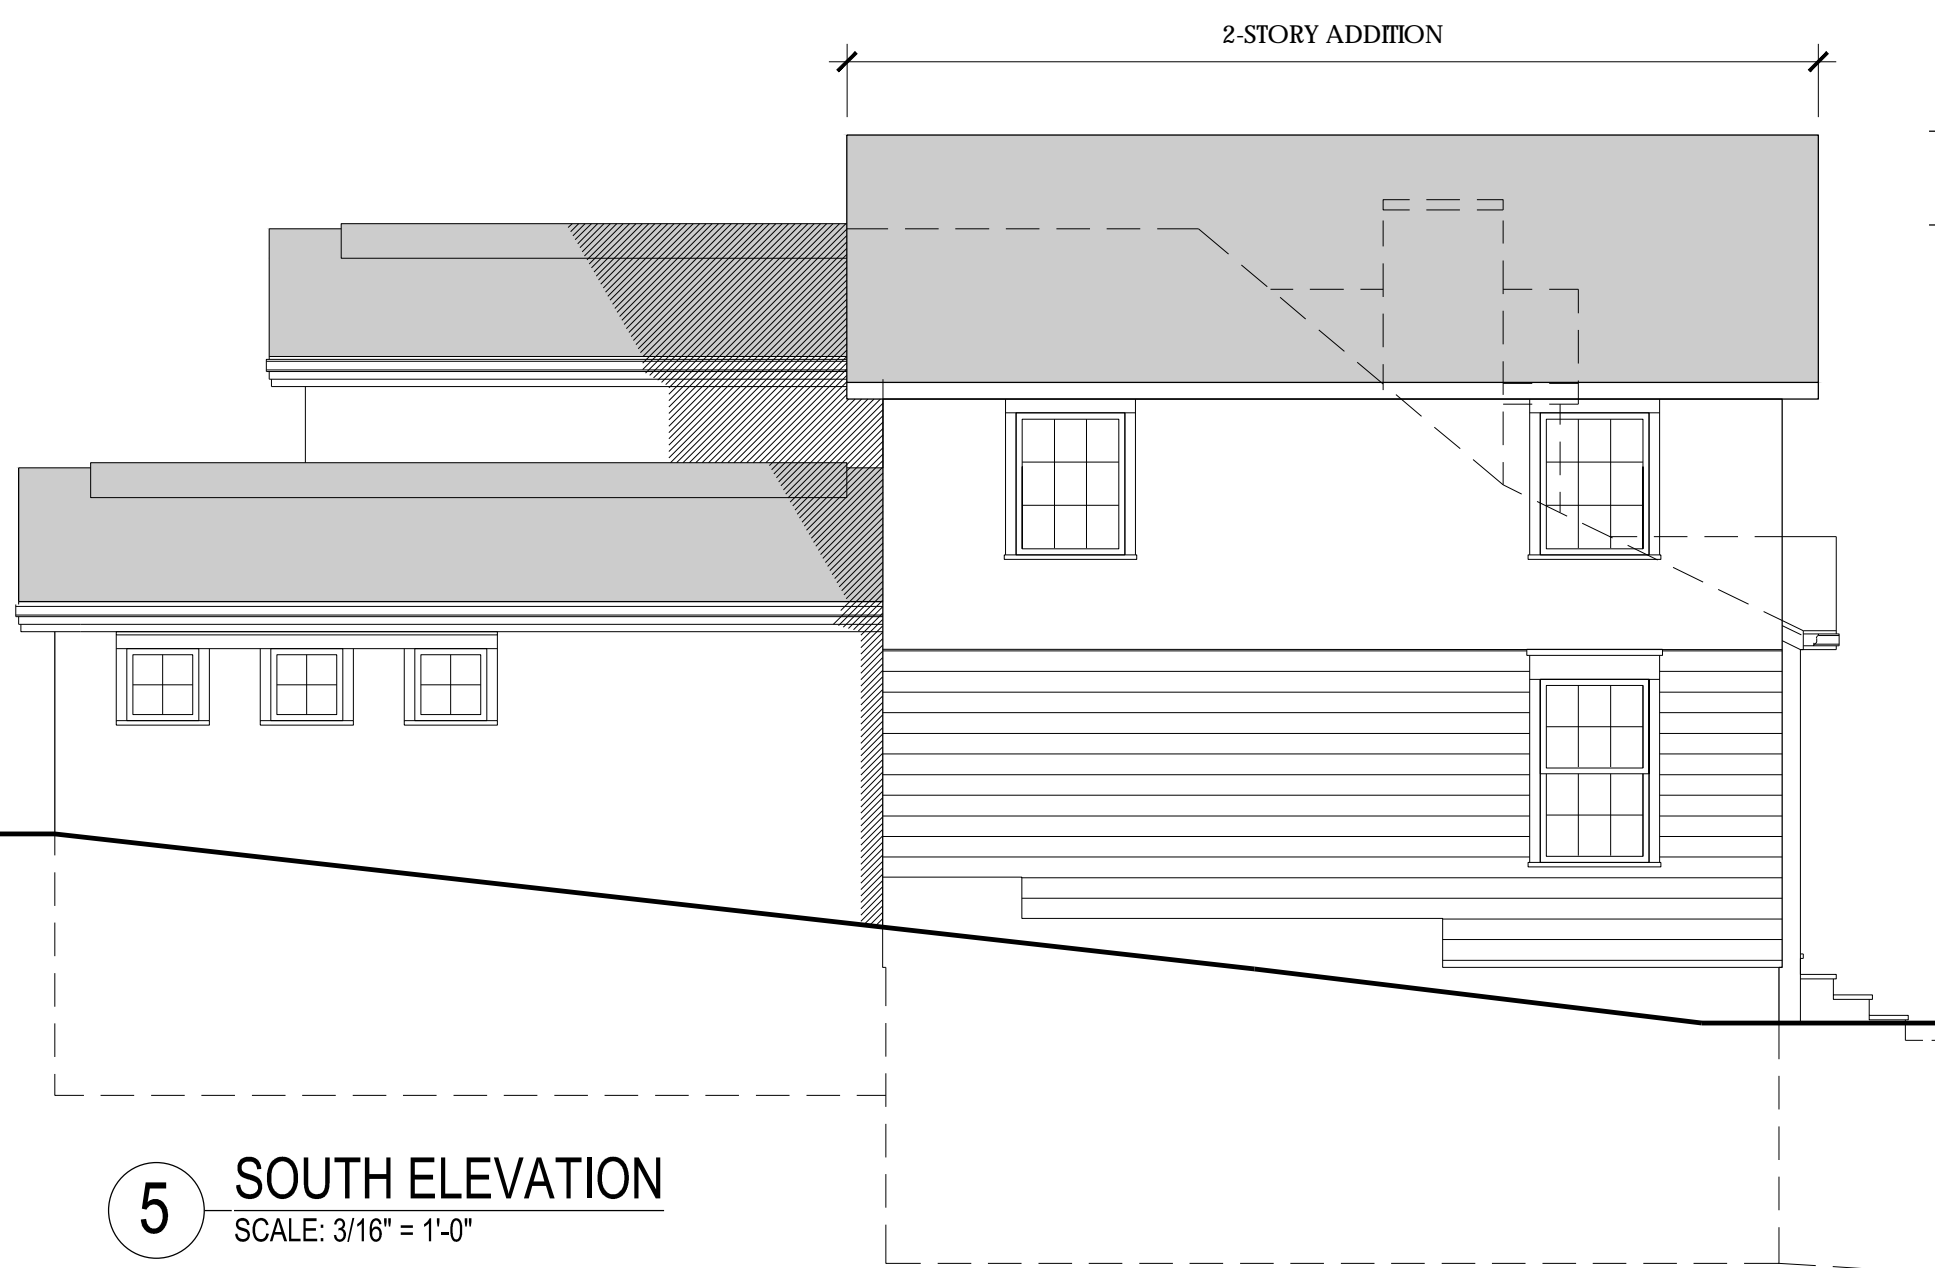 2-STORY ADDITION
5
SOUTH ELEVATION
SCALE: 3/16" = 1'-0"